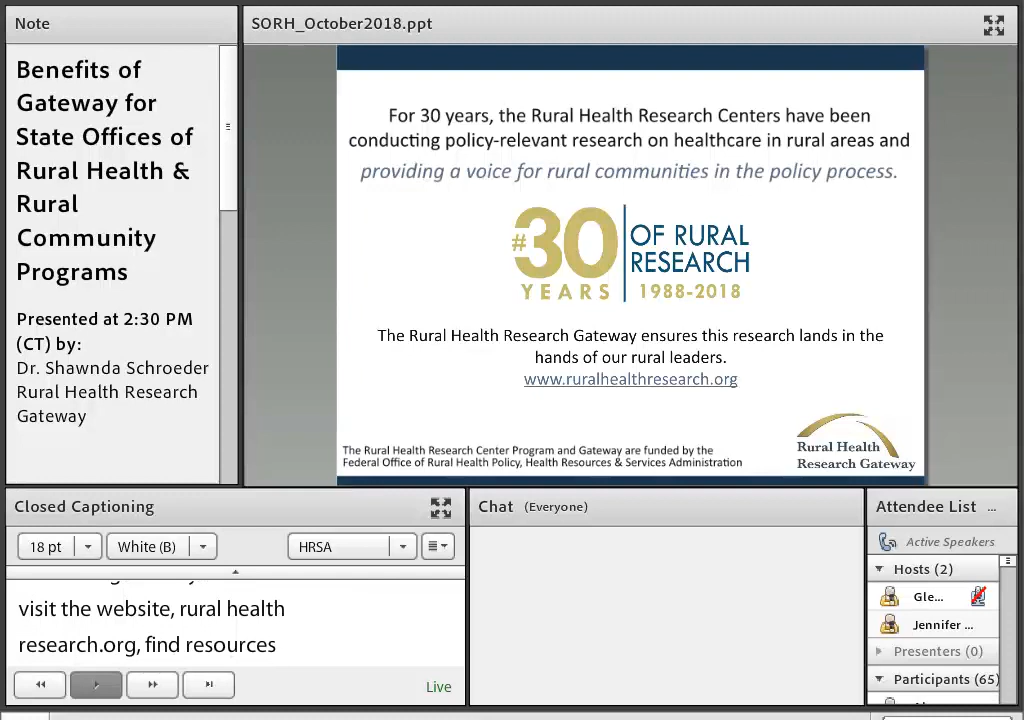 Note
Benefits of
Gateway for
State Offices of
Rural Health &
Rural
Community
Programs
Presented at 2:30 PM
(CT) by:
Dr. Shawnda Schroeder
Rural Health Research
Gateway
SORH_October2018.ppt
For 30 years, the Rural Health Research Centers have been
conducting policy-relevant research on healthcare in rural areas and
providing a voice for rural communities in the policy process.
#30
YEARS
OF RURAL
RESEARCH
1988-2018
The Rural Health Research Gateway ensures this research lands in the
hands of our rural leaders.
www.ruralhealthresearch.org
The Rural Health Research Center Program and Gateway are funded by the
Federal Office of Rural Health Policy, Health Resources & Services Administration
Rural Health
Research Gateway
Closed Captioning
18 pt
White (B)
HRSA
visit the website, rural health
research.org, find resources
Live
Chat (Everyone)
Attendee List ...
Active Speakers
Hosts (2)
Gle...
Jennifer ...
Presenters (0)
Participants (65)